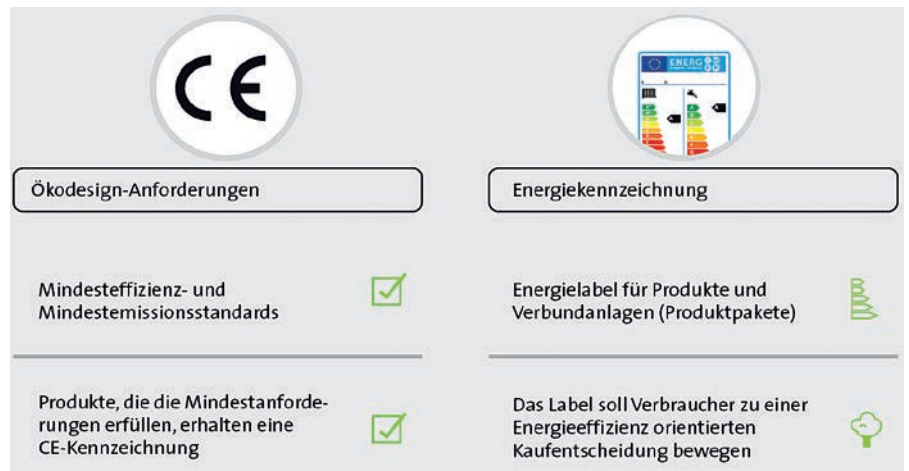 CE
ENERG
Ökodesign-Anforderungen
Mindesteffizienz- und
Mindestemissionsstandards
Produkte, die die Mindestanforde-
rungen erfüllen, erhalten eine
CE-Kennzeichnung
Energiekennzeichnung
Energielabel für Produkte und
Verbundanlagen (Produktpakete)
Das Label soll Verbraucher zu einer
Energieeffizienz orientierten
Kaufentscheidung bewegen